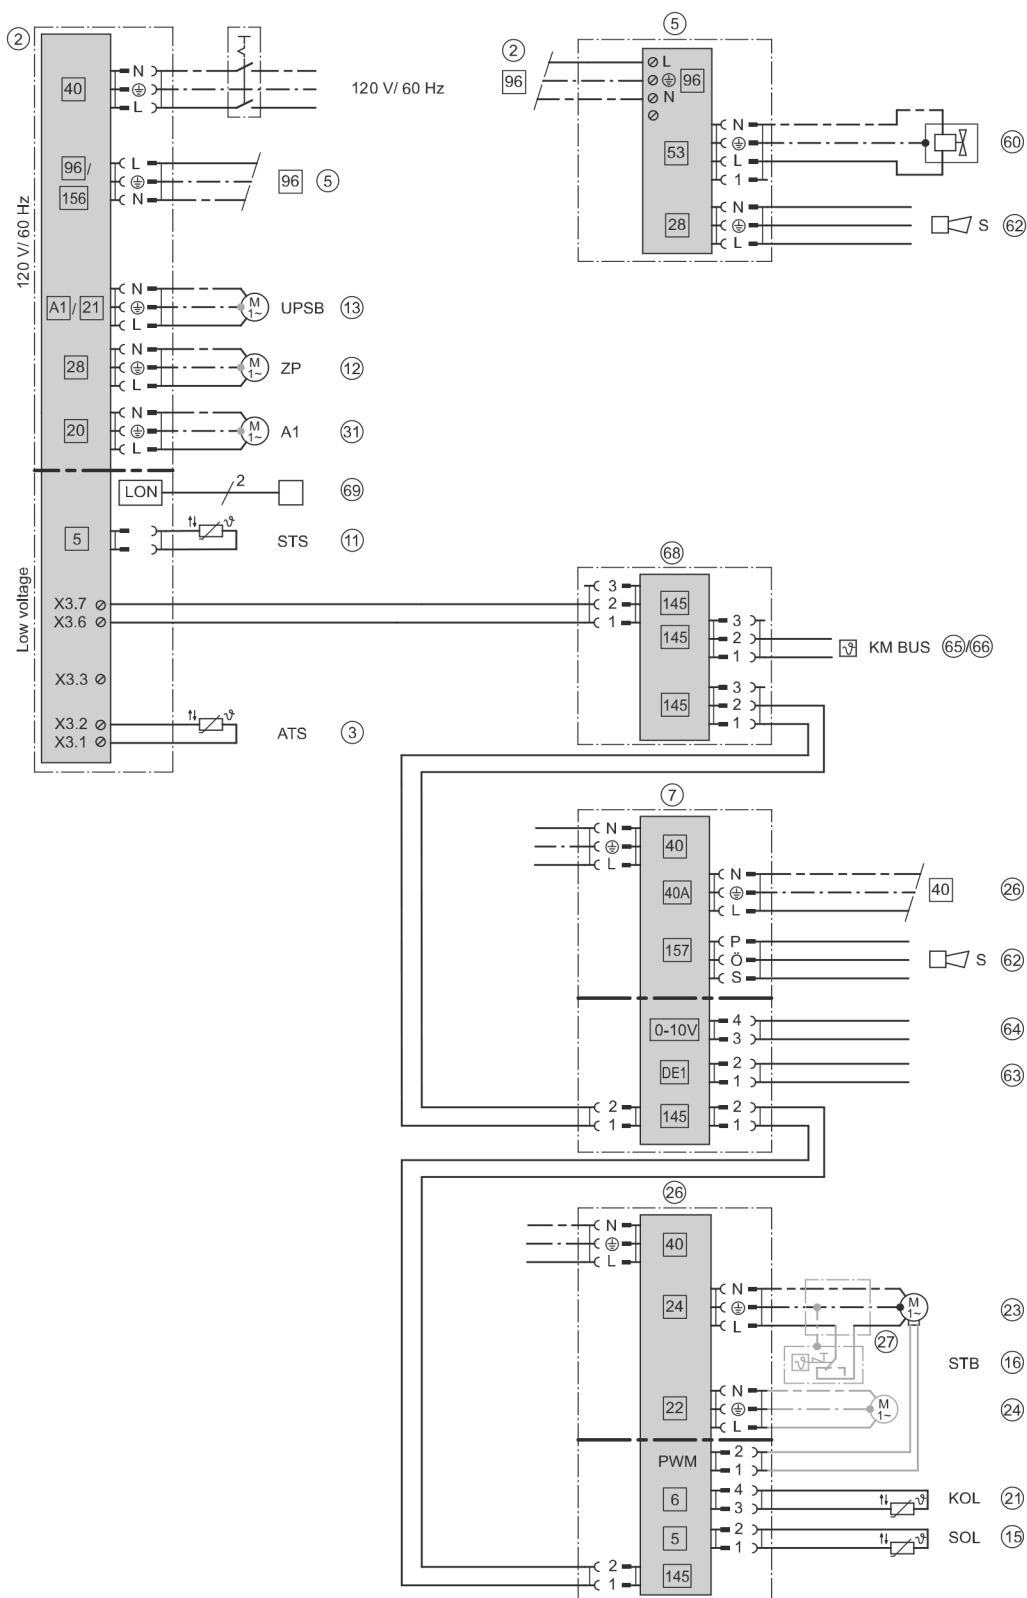 2
N
40
L
120 V/ 60 Hz
96/
156
L
N
96 5
120 V/ 60 Hz
A1/21
N
L
M
1~
UPSB 13
28
N
L
M
1~
ZP 12
20
N
L
M
1~
A1 31
LON 2 69
5 ϑ STS 11
Low voltage
X3.7
X3.6
X3.3
X3.2
X3.1
ϑ ATS 3
5
2
96
L
N
96
53
N
L
1
60
28
N
L
S 62
68
3
2
1
145
145
3
2
1
ϑ KM BUS 65/66
145
3
2
1
7
N
L
40
40A
N
L
40 26
157
P
Ö
S
S 62
0-10V
4
3
64
DE1
2
1
63
2
1
145
2
1
26
N
L
40
24
N
L
M
1~
23
27
ϑ
STB 16
22
N
L
M
1~
24
PWM
2
1
6
4
3
ϑ KOL 21
5
2
1
ϑ SOL 15
2
1
145